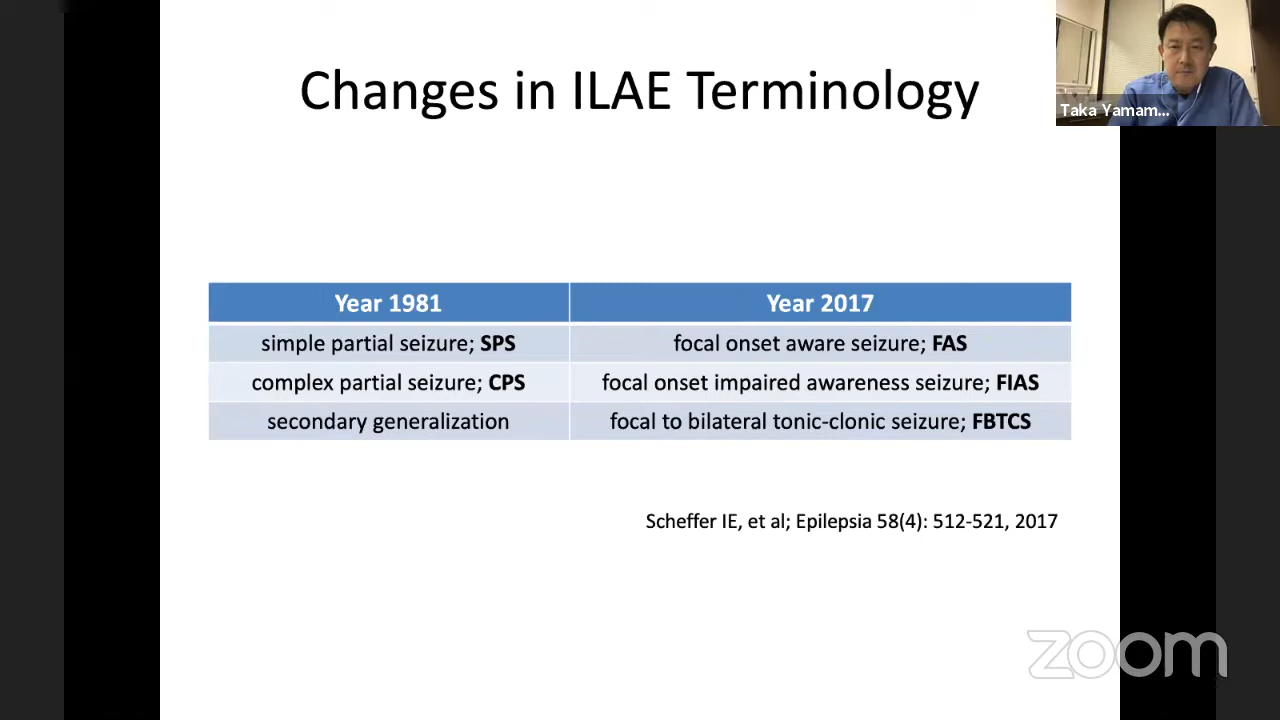 Changes in ILAE Terminology
Taka Yamam...
Year 1981 Year 2017
simple partial seizure; SPS focal onset aware seizure; FAS
complex partial seizure; CPS focal onset impaired awareness seizure; FIAS
secondary generalization focal to bilateral tonic-clonic seizure; FBTCS
Scheffer IE, et al; Epilepsia 58(4): 512-521, 2017
zoom